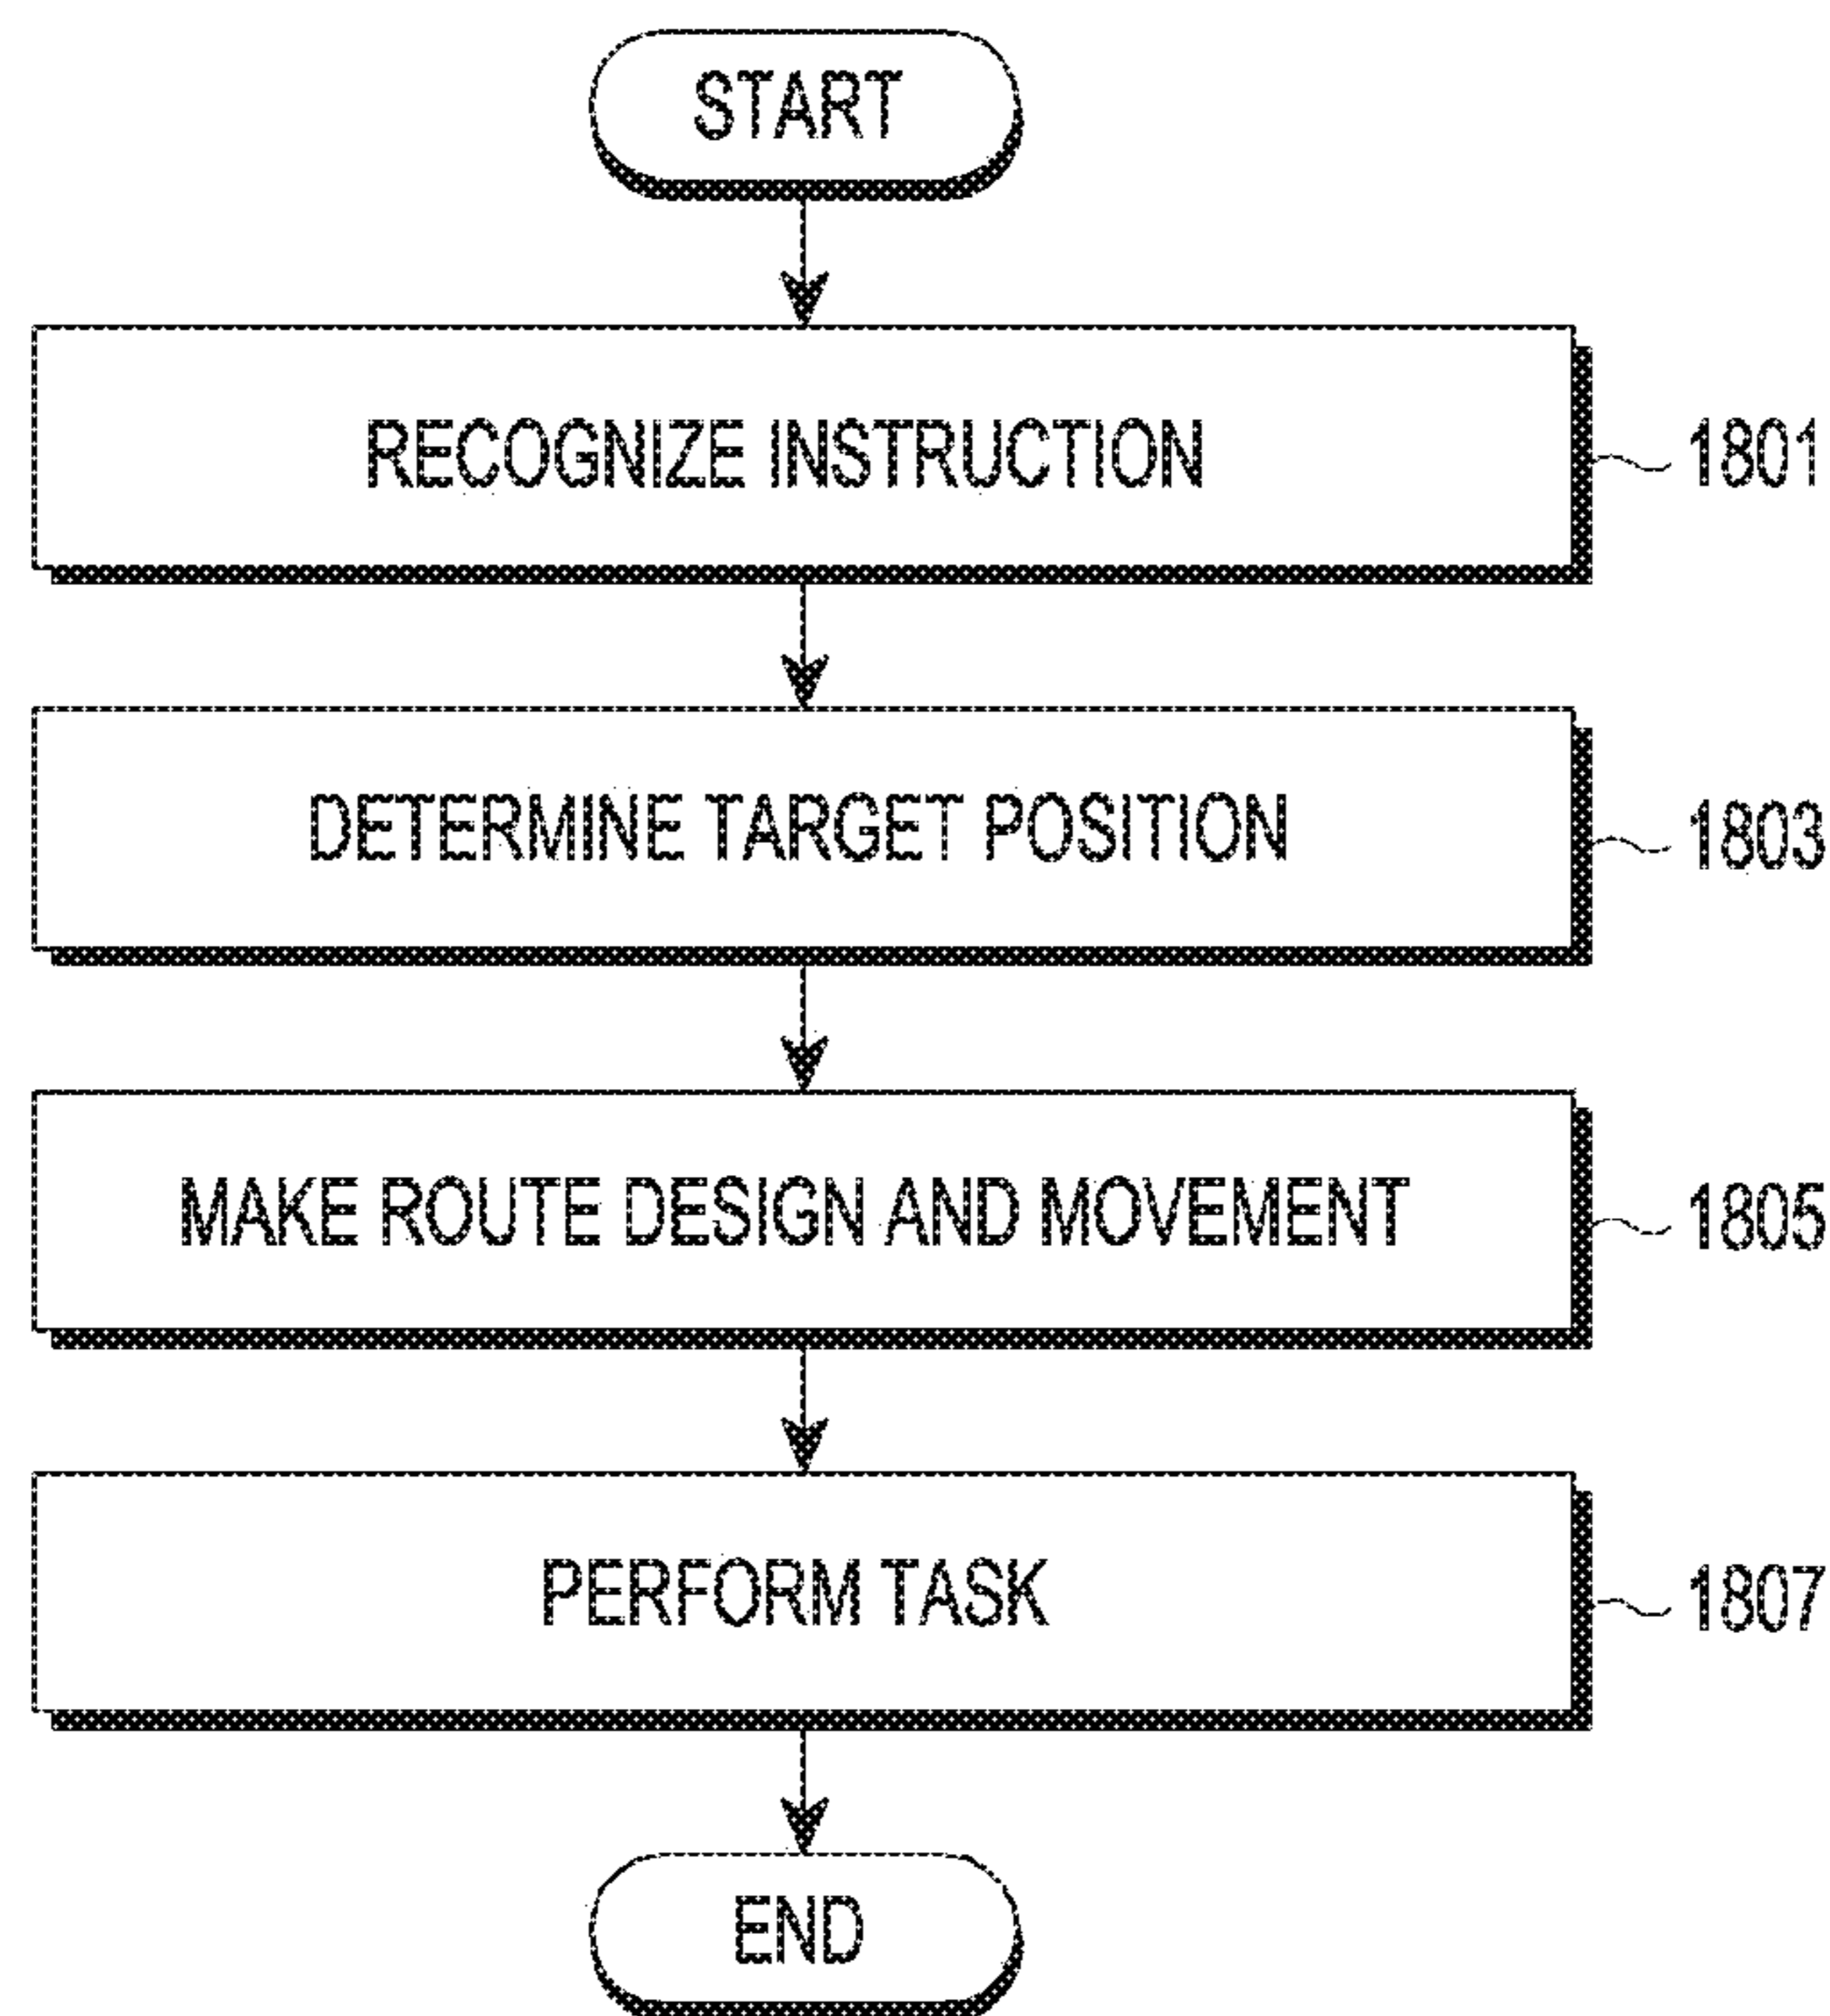 START
RECOGNIZE INSTRUCTION
1801
DETERMINE TARGET POSITION
1803
MAKE ROUTE DESIGN AND MOVEMENT
1805
PERFORM TASK
1807
END